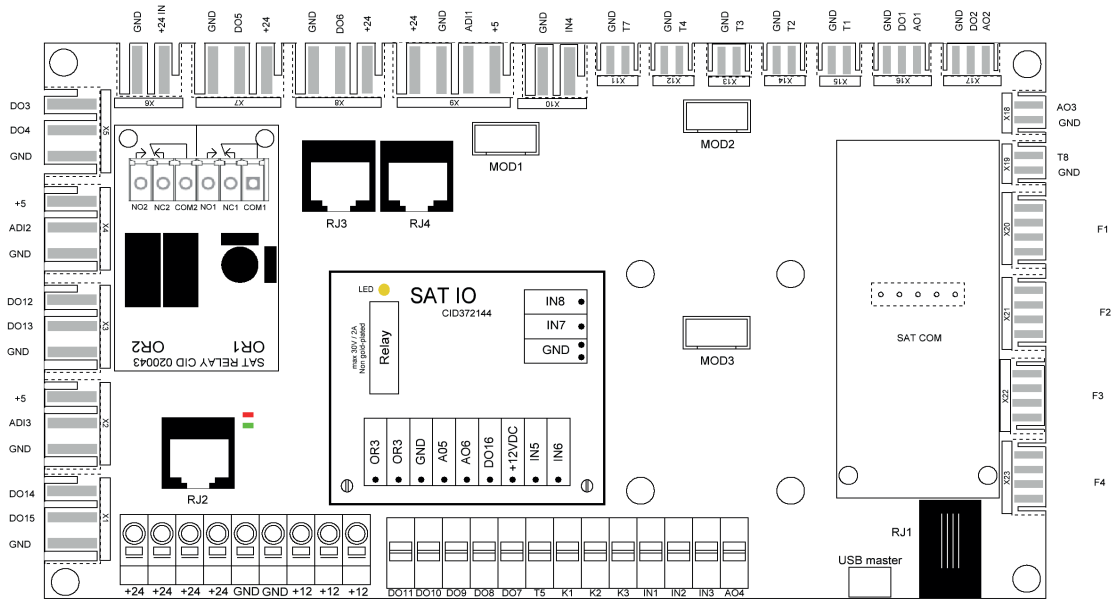 GND +24 IN
GND DO5 +24
GND DO6 +24
+24 GND ADI1 +5
GND IN4
GND T7
GND T4
GND T3
GND T2
GND T1
GND DO1 AO1
GND DO2 AO2
X6
X7
X8
X9
X10
X11
X12
X13
X14
X15
X16
X17
DO3
DO4
GND
X5
+5
ADI2
GND
X4
DO12
DO13
GND
X3
+5
ADI3
GND
X2
DO14
DO15
GND
X1
NO2 NC2 COM2 NO1 NC1 COM1
OR2
OR1
SAT RELAY CID 020043
RJ3
RJ4
MOD1
MOD2
MOD3
LED
SAT IO
CID372144
max 30V / 2A
Non gold-plated
Relay
IN8
IN7
GND
OR3 OR3 GND A05 AO6 DO16 +12VDC IN5 IN6
RJ2
X18
AO3
GND
X19
T8
GND
X20
F1
X21
F2
X22
F3
X23
F4
SAT COM
RJ1
USB master
+24 +24 +24 +24 GND GND +12 +12 +12
DO11 DO10 DO9 DO8 DO7 T5 K1 K2 K3 IN1 IN2 IN3 AO4